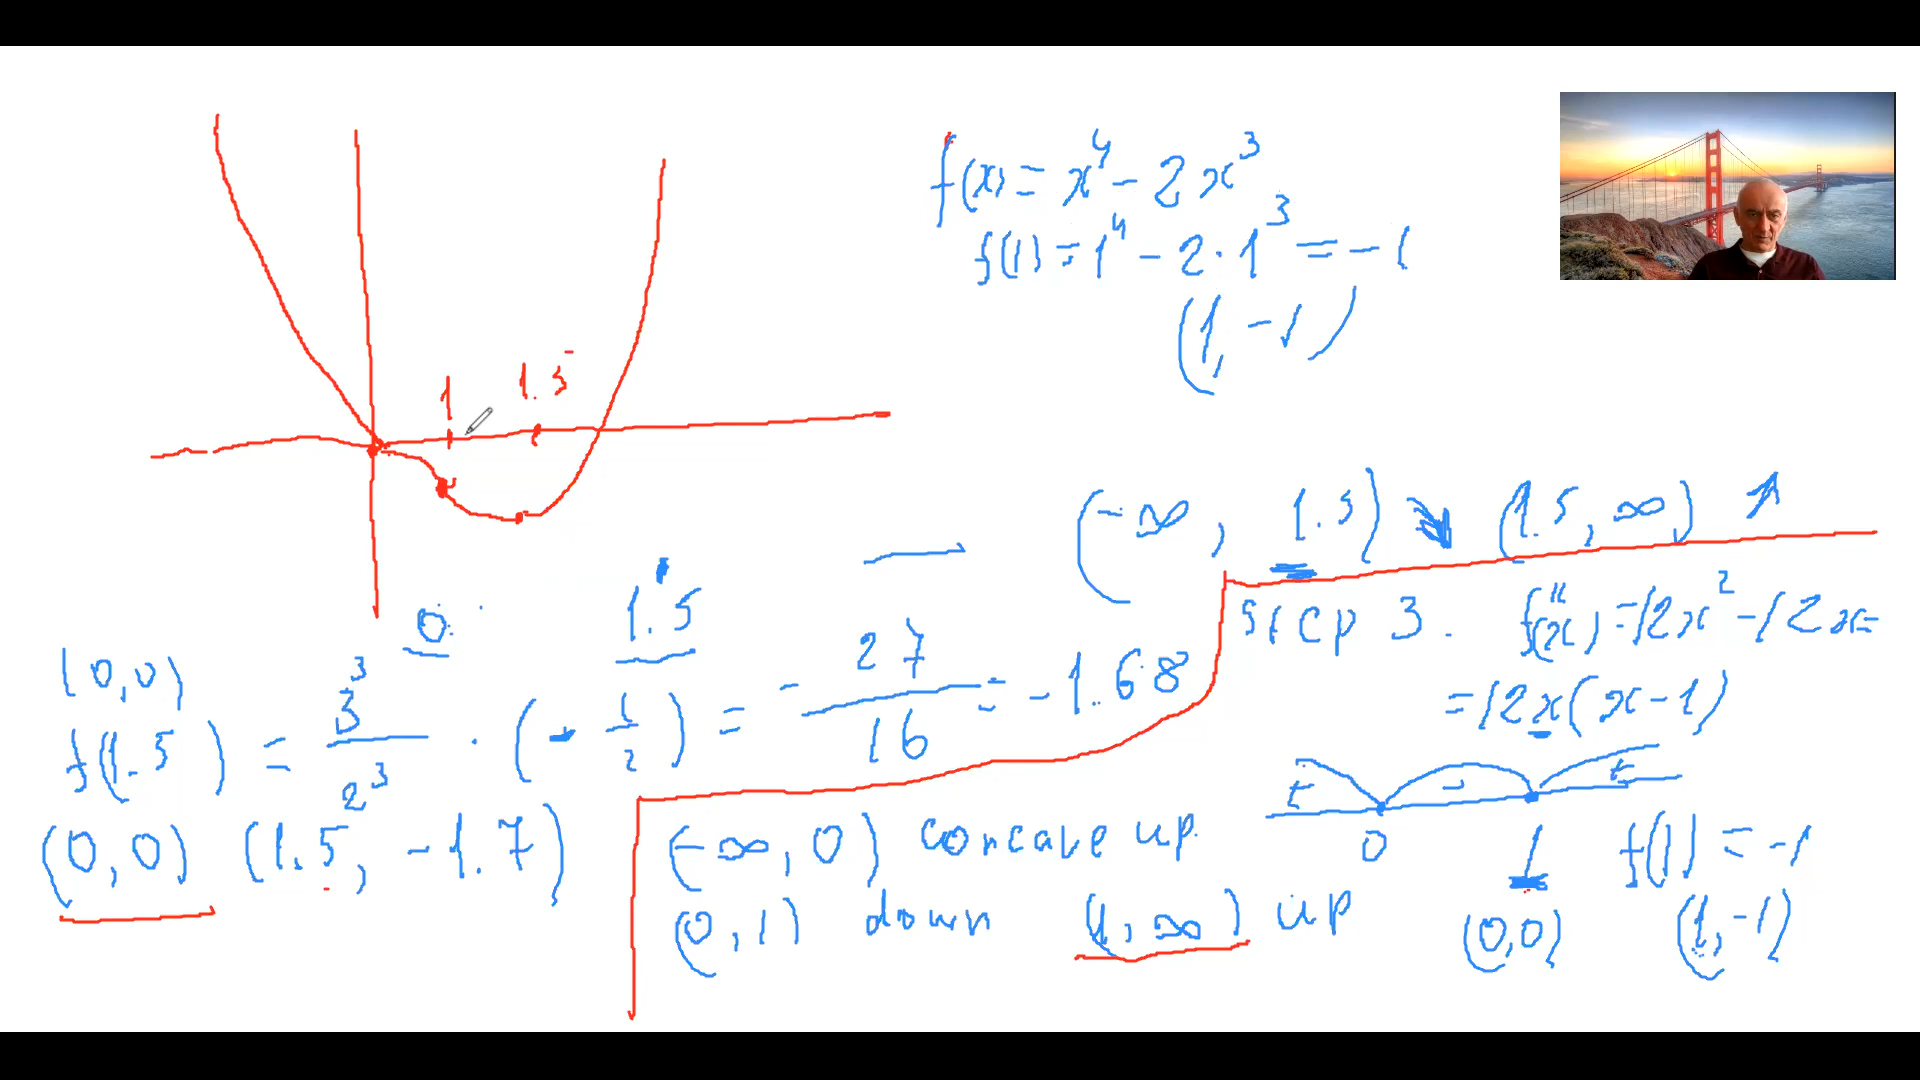 f(x) = x⁴ - 2x³
f(1) = 1⁴ - 2·1³ = -1
(1, -1)
1 1.5
(-∞, 1.5) ↘ (1.5, ∞) ↗
0 1.5
step 3. f''(x) = 12x² - 12x =
= 12x(x-1)
(0,0)
f(1.5) = 3³/2³ · (-1/2) = -27/16 = -1.68
+ - +
0 1
f(1) = -1
(0,0) (1.5, -1.7)
(-∞, 0) concave up
(0,1) down (1, ∞) up
(0,0) (1,-1)